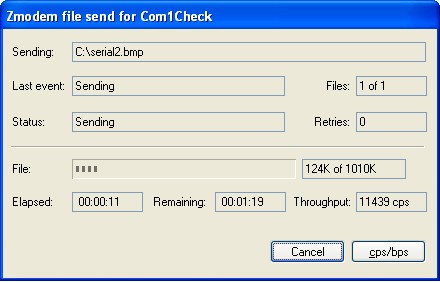 Zmodem file send for Com1Check
Sending: C:\serial2.bmp
Last event: Sending Files: 1 of 1
Status: Sending Retries: 0
File: 124K of 1010K
Elapsed: 00:00:11 Remaining: 00:01:19 Throughput: 11439 cps
Cancel cps/bps